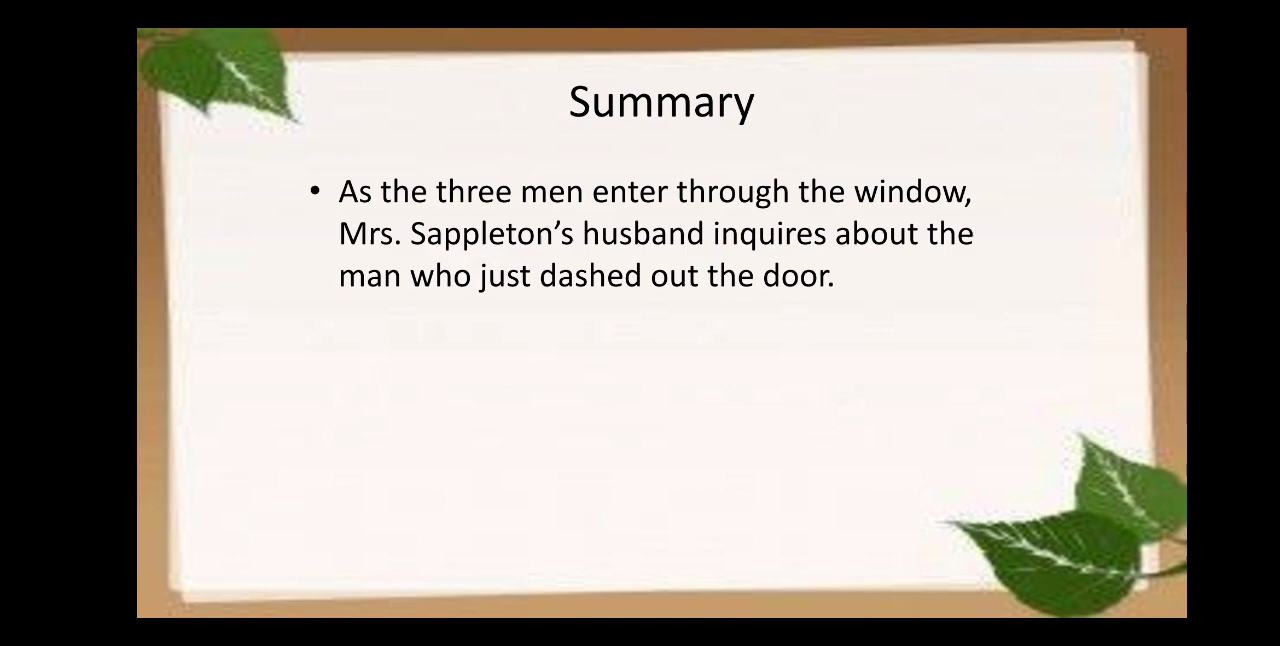 Summary
• As the three men enter through the window,
Mrs. Sappleton’s husband inquires about the
man who just dashed out the door.